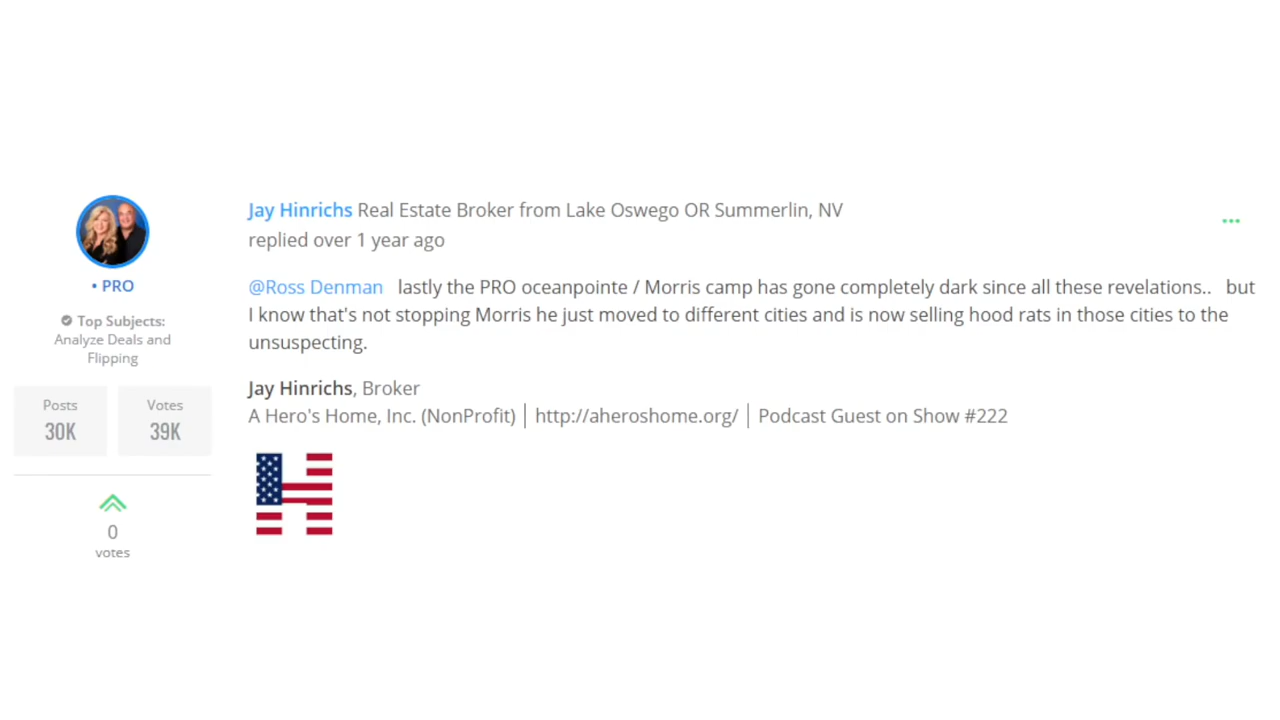 Jay Hinrichs Real Estate Broker from Lake Oswego OR Summerlin, NV
replied over 1 year ago
• PRO
@Ross Denman lastly the PRO oceanpointe / Morris camp has gone completely dark since all these revelations.. but
I know that's not stopping Morris he just moved to different cities and is now selling hood rats in those cities to the
unsuspecting.
Top Subjects:
Analyze Deals and
Flipping
Posts
30K
Votes
39K
Jay Hinrichs, Broker
A Hero's Home, Inc. (NonProfit) | http://aheroshome.org/ | Podcast Guest on Show #222
0
votes